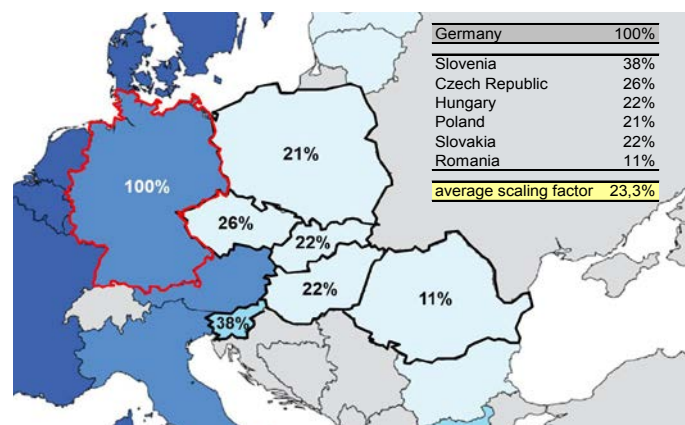 Germany 100%
Slovenia 38%
Czech Republic 26%
Hungary 22%
Poland 21%
Slovakia 22%
Romania 11%
average scaling factor 23,3%
21%
100%
26%
22%
22%
11%
38%